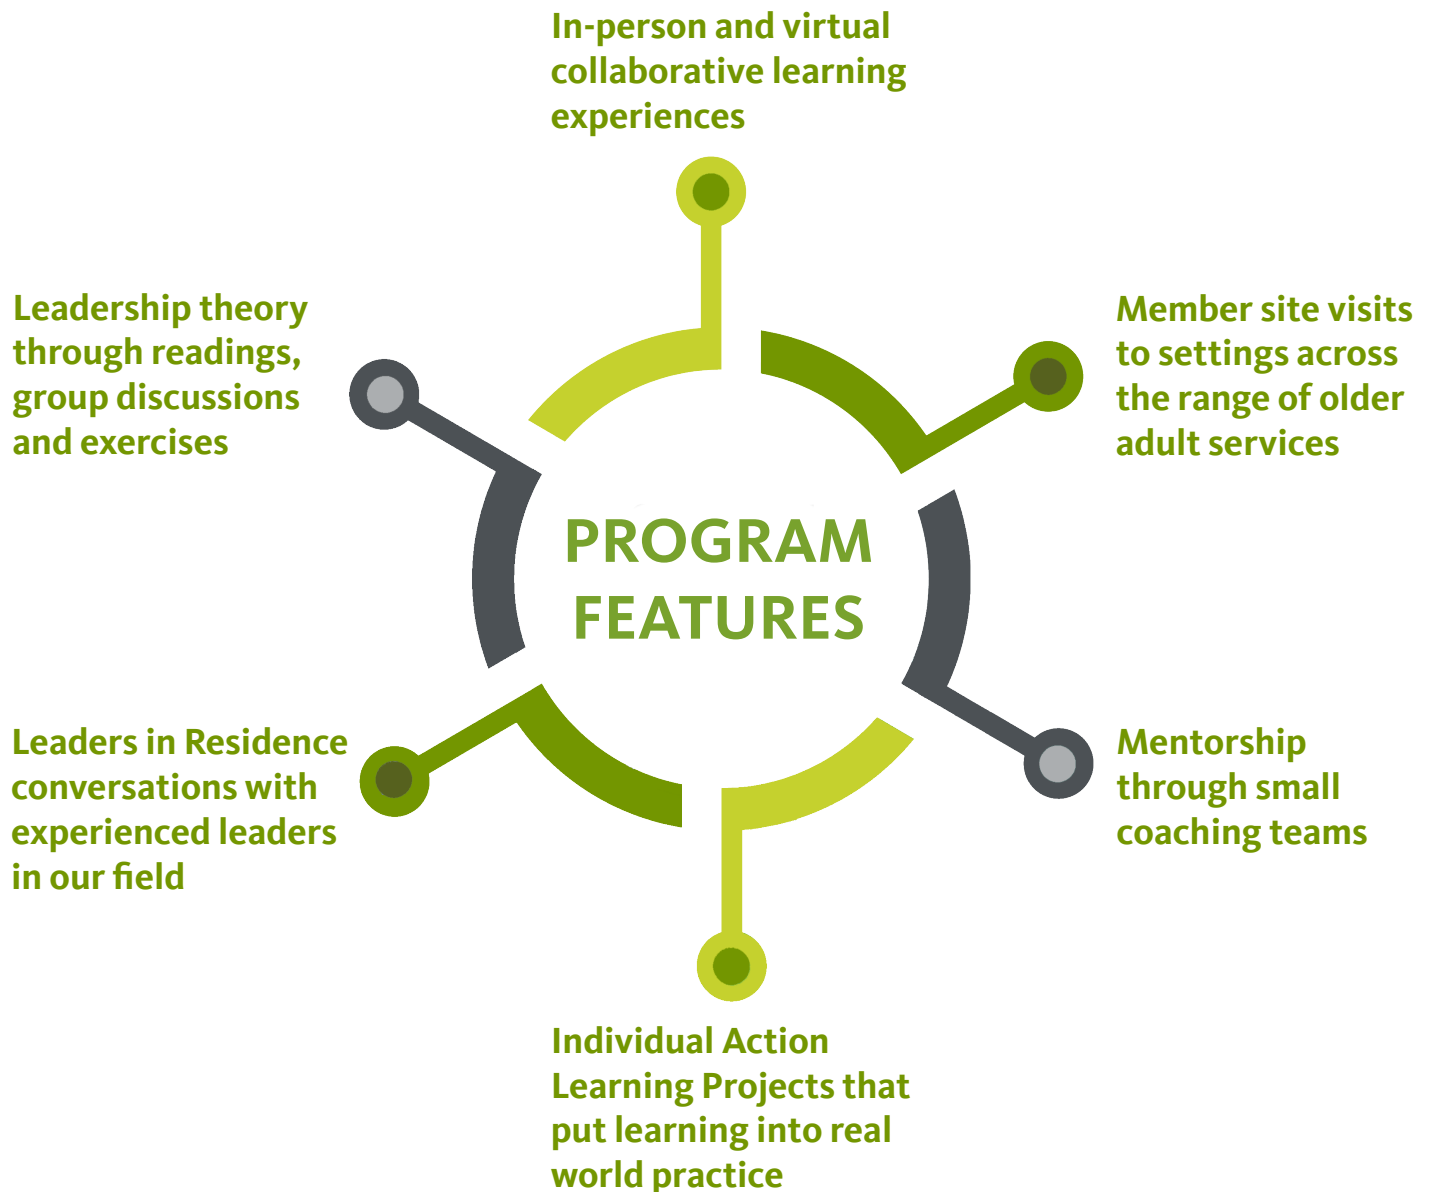 In-person and virtual
collaborative learning
experiences
Leadership theory
through readings,
group discussions
and exercises
Member site visits
to settings across
the range of older
adult services
PROGRAM
FEATURES
Leaders in Residence
conversations with
experienced leaders
in our field
Mentorship
through small
coaching teams
Individual Action
Learning Projects that
put learning into real
world practice